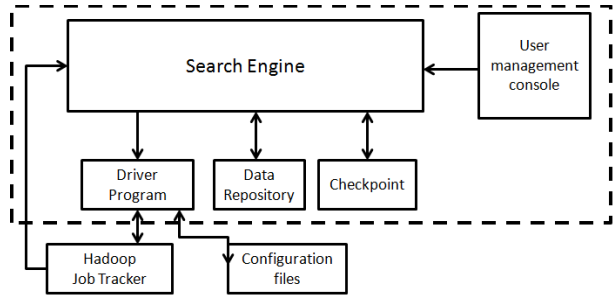 Search Engine
User
management
console
Driver
Program
Data
Repository
Checkpoint
Hadoop
Job Tracker
Configuration
files